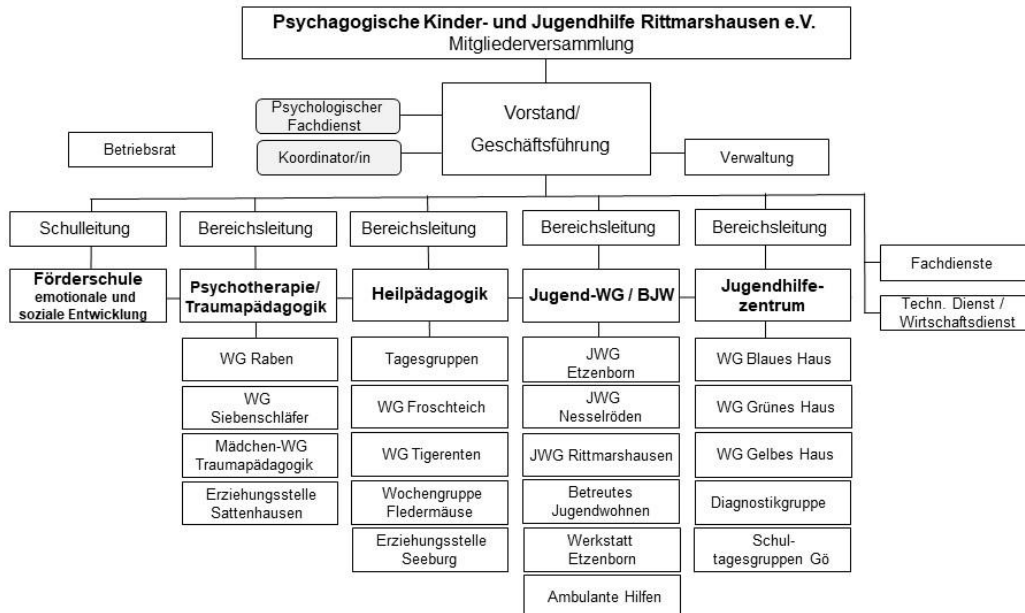 Psychagogische Kinder- und Jugendhilfe Rittmarshausen e.V.
Mitgliederversammlung
Psychologischer
Fachdienst
Vorstand/
Geschäftsführung
Betriebsrat
Koordinator/in
Verwaltung
Schulleitung
Bereichsleitung
Bereichsleitung
Bereichsleitung
Bereichsleitung
Fachdienste
Techn. Dienst /
Wirtschaftsdienst
Förderschule
emotionale und
soziale Entwicklung
Psychotherapie/
Traumapädagogik
Heilpädagogik
Jugend-WG / BJW
Jugendhilfe-
zentrum
WG Raben
WG
Siebenschläfer
Mädchen-WG
Traumapädagogik
Erziehungsstelle
Sattenhausen
Tagesgruppen
WG Froschteich
WG Tigerenten
Wochengruppe
Fledermäuse
Erziehungsstelle
Seeburg
JWG
Etzenborn
JWG
Nesselröden
JWG Rittmarshausen
Betreutes
Jugendwohnen
Werkstatt
Etzenborn
Ambulante Hilfen
WG Blaues Haus
WG Grünes Haus
WG Gelbes Haus
Diagnostikgruppe
Schul-
tagesgruppen Gö